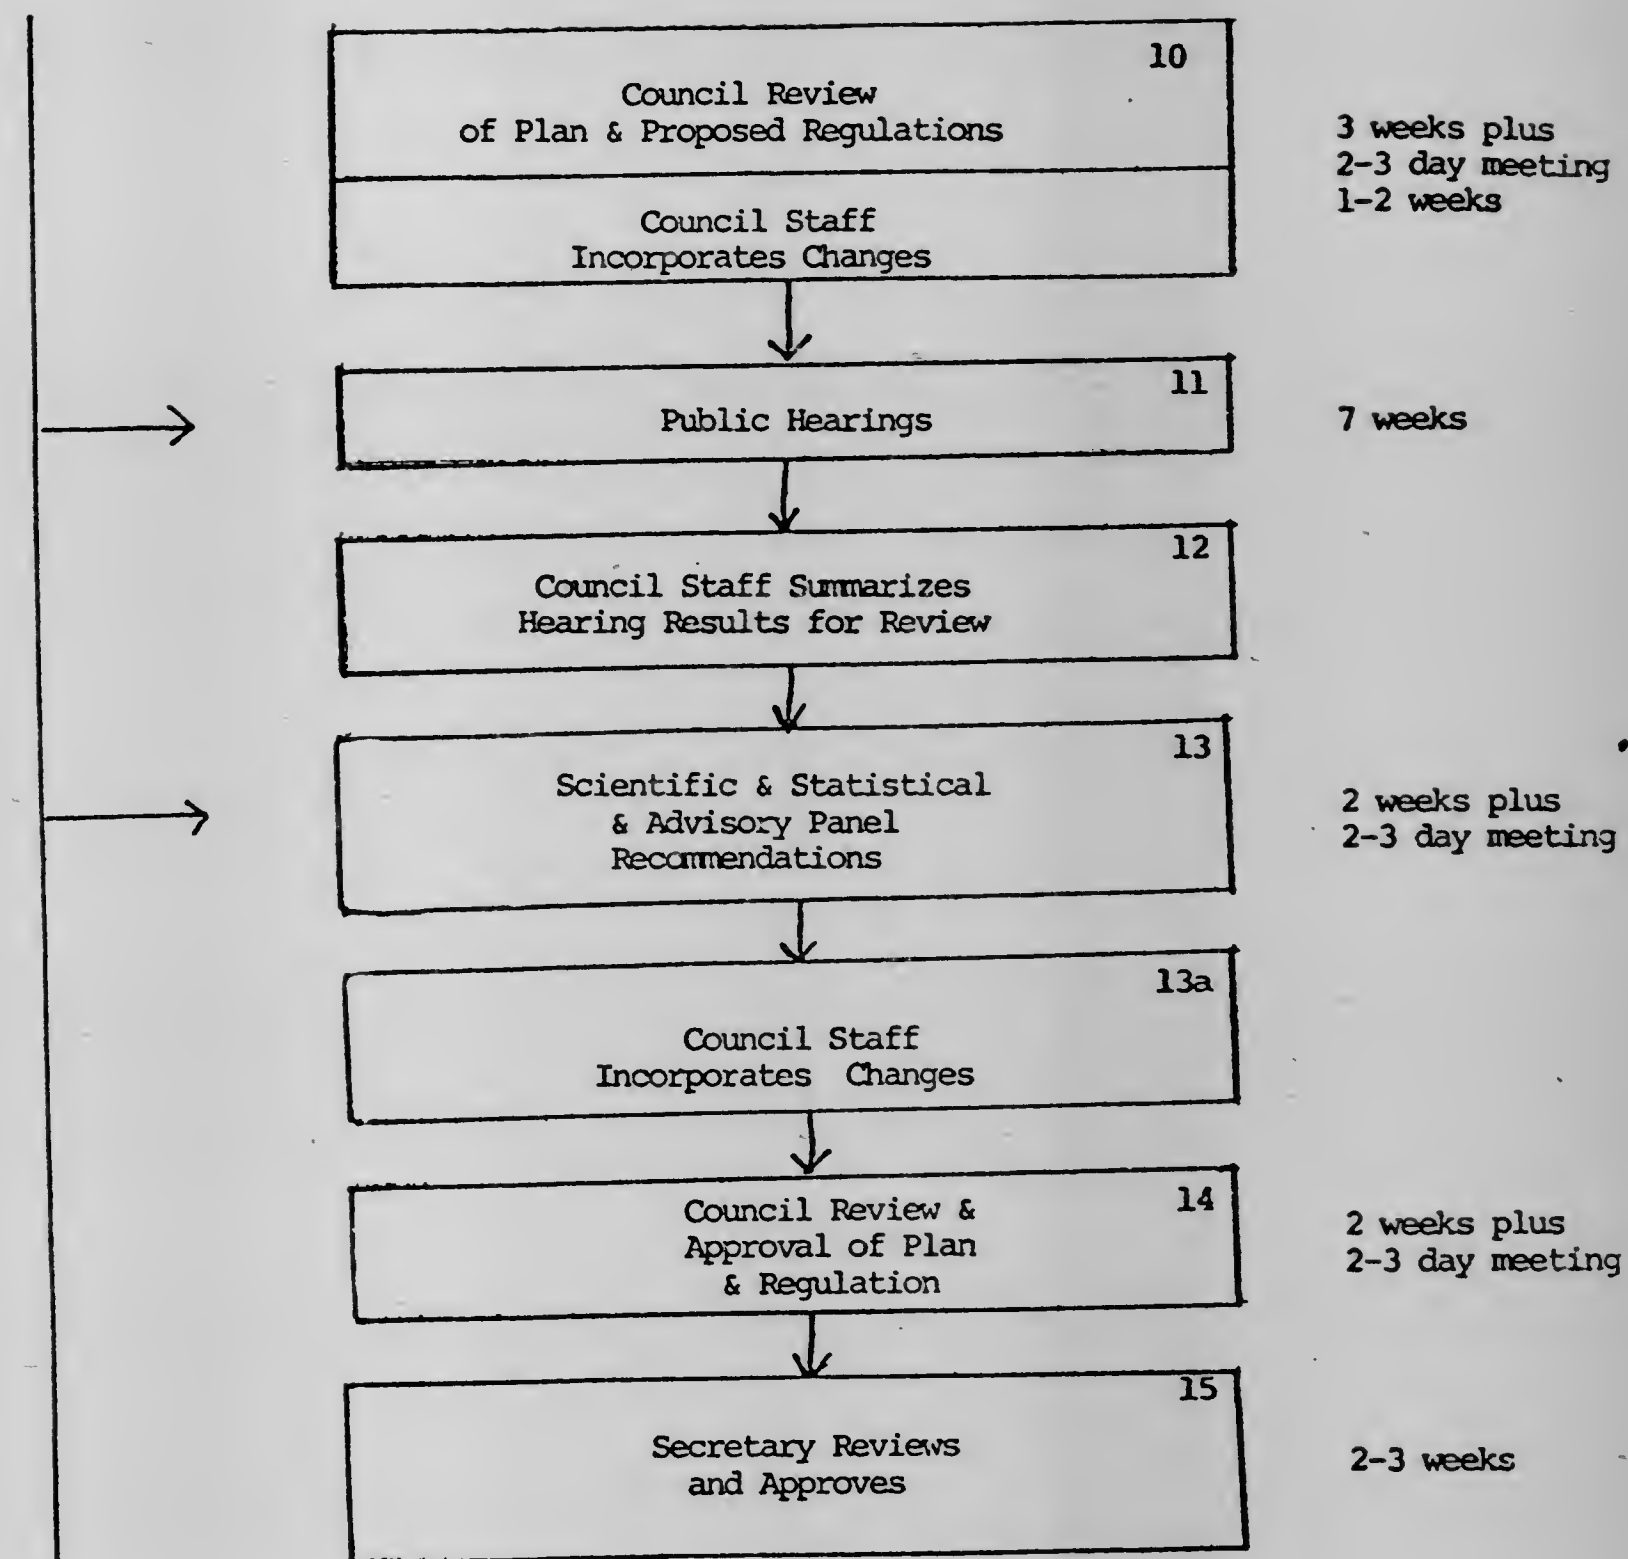 10
Council Review
of Plan & Proposed Regulations
3 weeks plus
2-3 day meeting
1-2 weeks
Council Staff
Incorporates Changes
11
Public Hearings
7 weeks
12
Council Staff Summarizes
Hearing Results for Review
13
Scientific & Statistical
& Advisory Panel
Recommendations
2 weeks plus
2-3 day meeting
13a
Council Staff
Incorporates Changes
14
Council Review &
Approval of Plan
& Regulation
2 weeks plus
2-3 day meeting
15
Secretary Reviews
and Approves
2-3 weeks